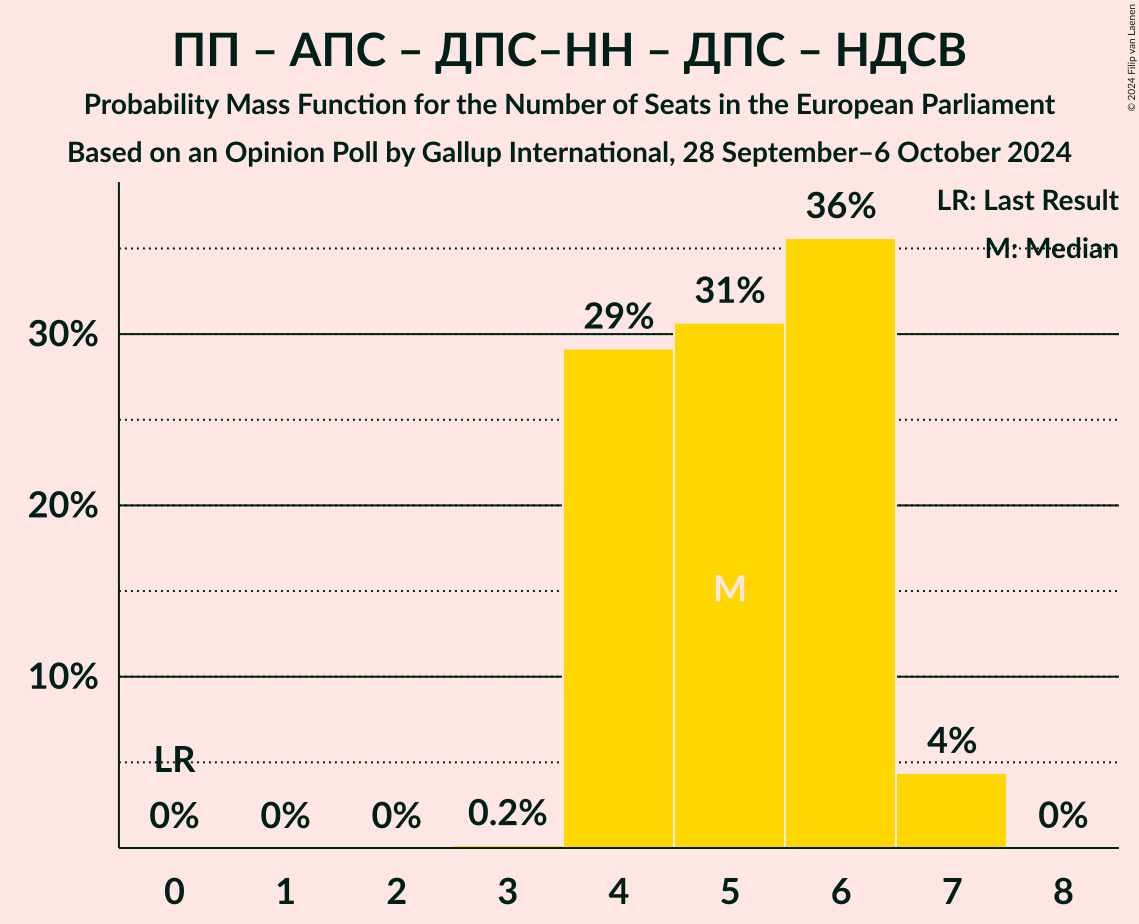 ПП – АПС – ДПС–НН – ДПС – НДСВ
Probability Mass Function for the Number of Seats in the European Parliament
Based on an Opinion Poll by Gallup International, 28 September–6 October 2024
© 2024 Filip van Laenen
LR: Last Result
M: Median
36%
31%
29%
30%
20%
M
10%
LR
4%
0%
0%
0%
0.2%
0%
0 1 2 3 4 5 6 7 8